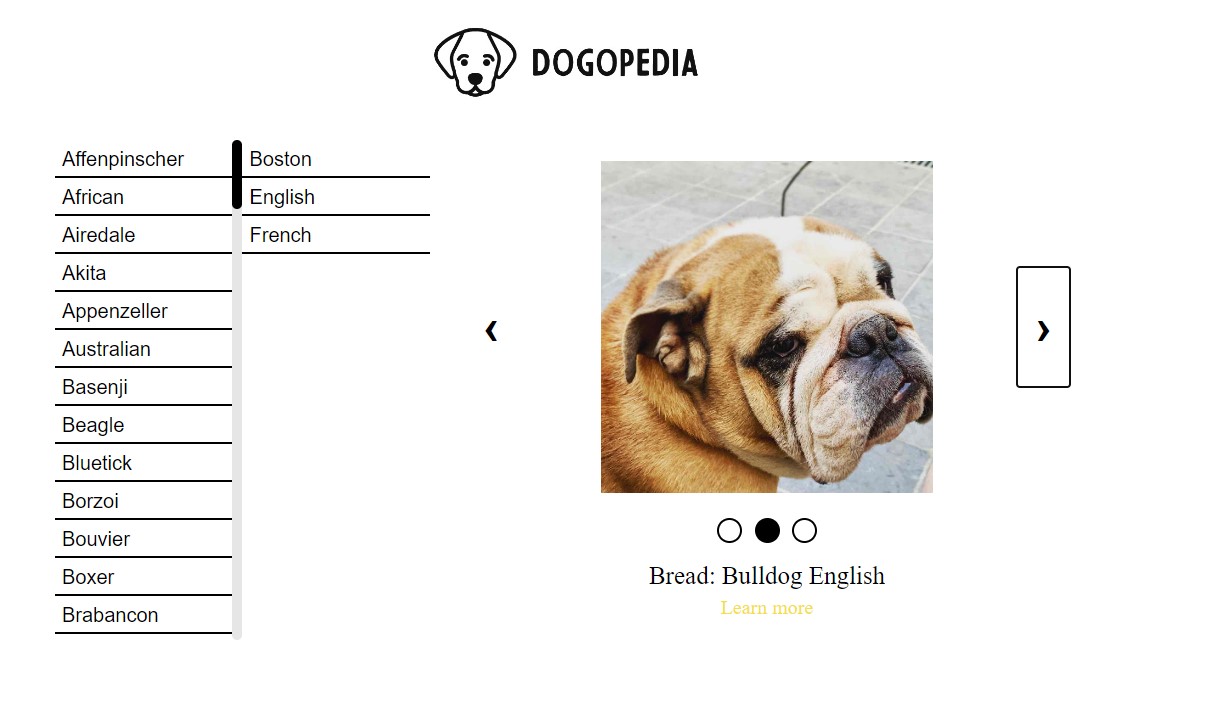 DOGOPEDIA
Affenpinscher
African
Airedale
Akita
Appenzeller
Australian
Basenji
Beagle
Bluetick
Borzoi
Bouvier
Boxer
Brabancon
Boston
English
French
❮
❯
Bread: Bulldog English
Learn more